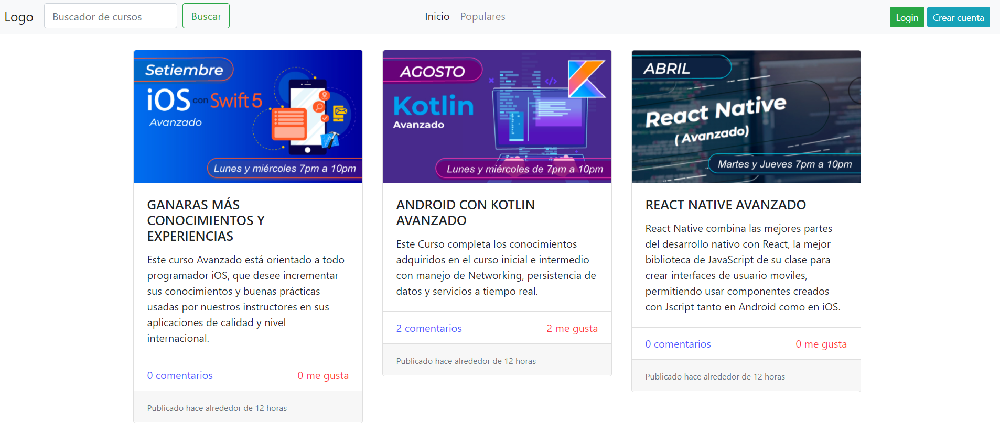 Logo
Buscador de cursos
Buscar
Inicio
Populares
Login
Crear cuenta
Setiembre
iOS con Swift 5
Avanzado
Lunes y miércoles 7pm a 10pm
GANARAS MÁS
CONOCIMIENTOS Y
EXPERIENCIAS
Este curso Avanzado está orientado a todo
programador iOS, que desee incrementar
sus conocimientos y buenas prácticas
usadas por nuestros instructores en sus
aplicaciones de calidad y nivel
internacional.
0 comentarios
0 me gusta
Publicado hace alrededor de 12 horas
AGOSTO
Kotlin
Avanzado
</>
Lunes y miércoles de 7pm a 10pm
ANDROID CON KOTLIN
AVANZADO
Este Curso completa los conocimientos
adquiridos en el curso inicial e intermedio
con manejo de Networking, persistencia de
datos y servicios a tiempo real.
2 comentarios
2 me gusta
Publicado hace alrededor de 12 horas
ABRIL
React Native
( Avanzado)
Martes y Jueves 7pm a 10pm
REACT NATIVE AVANZADO
React Native combina las mejores partes
del desarrollo nativo con React, la mejor
biblioteca de JavaScript de su clase para
crear interfaces de usuario moviles,
permitiendo usar componentes creados
con Jscript tanto en Android como en iOS.
0 comentarios
0 me gusta
Publicado hace alrededor de 12 horas